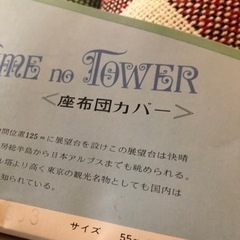 ME no TOWER
<座布団カバー>
間位置125mに展望台を設けこの展望台は快晴
房総半島から日本アルプスまでも眺められる。
ル塔より高く東京の観光名物としても国内は
知られている。
サイズ 55c